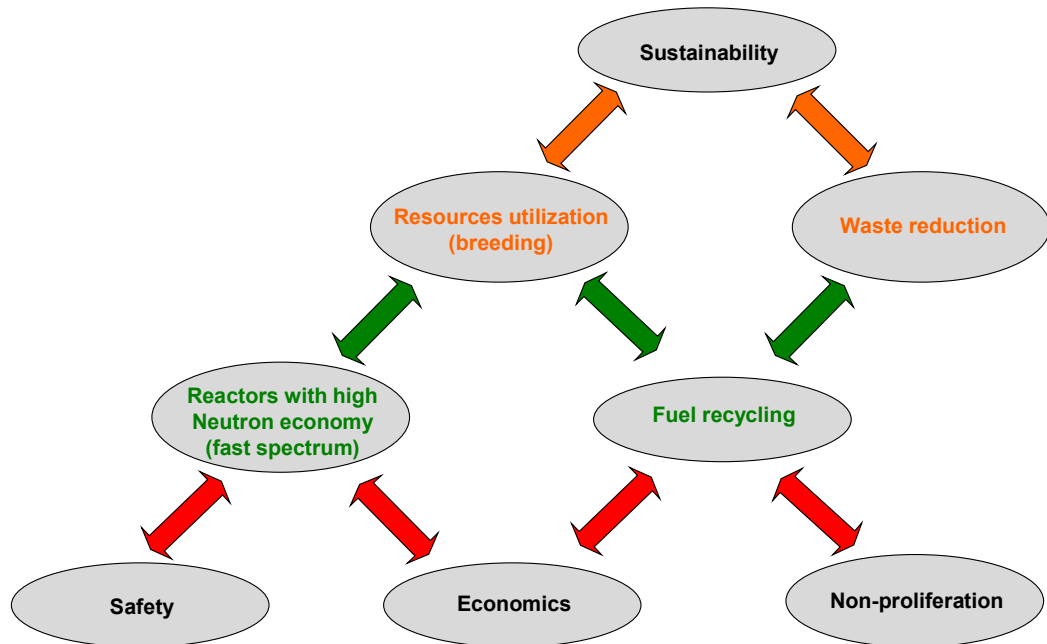 Sustainability
Resources utilization
(breeding)
Waste reduction
Reactors with high
Neutron economy
(fast spectrum)
Fuel recycling
Safety
Economics
Non-proliferation